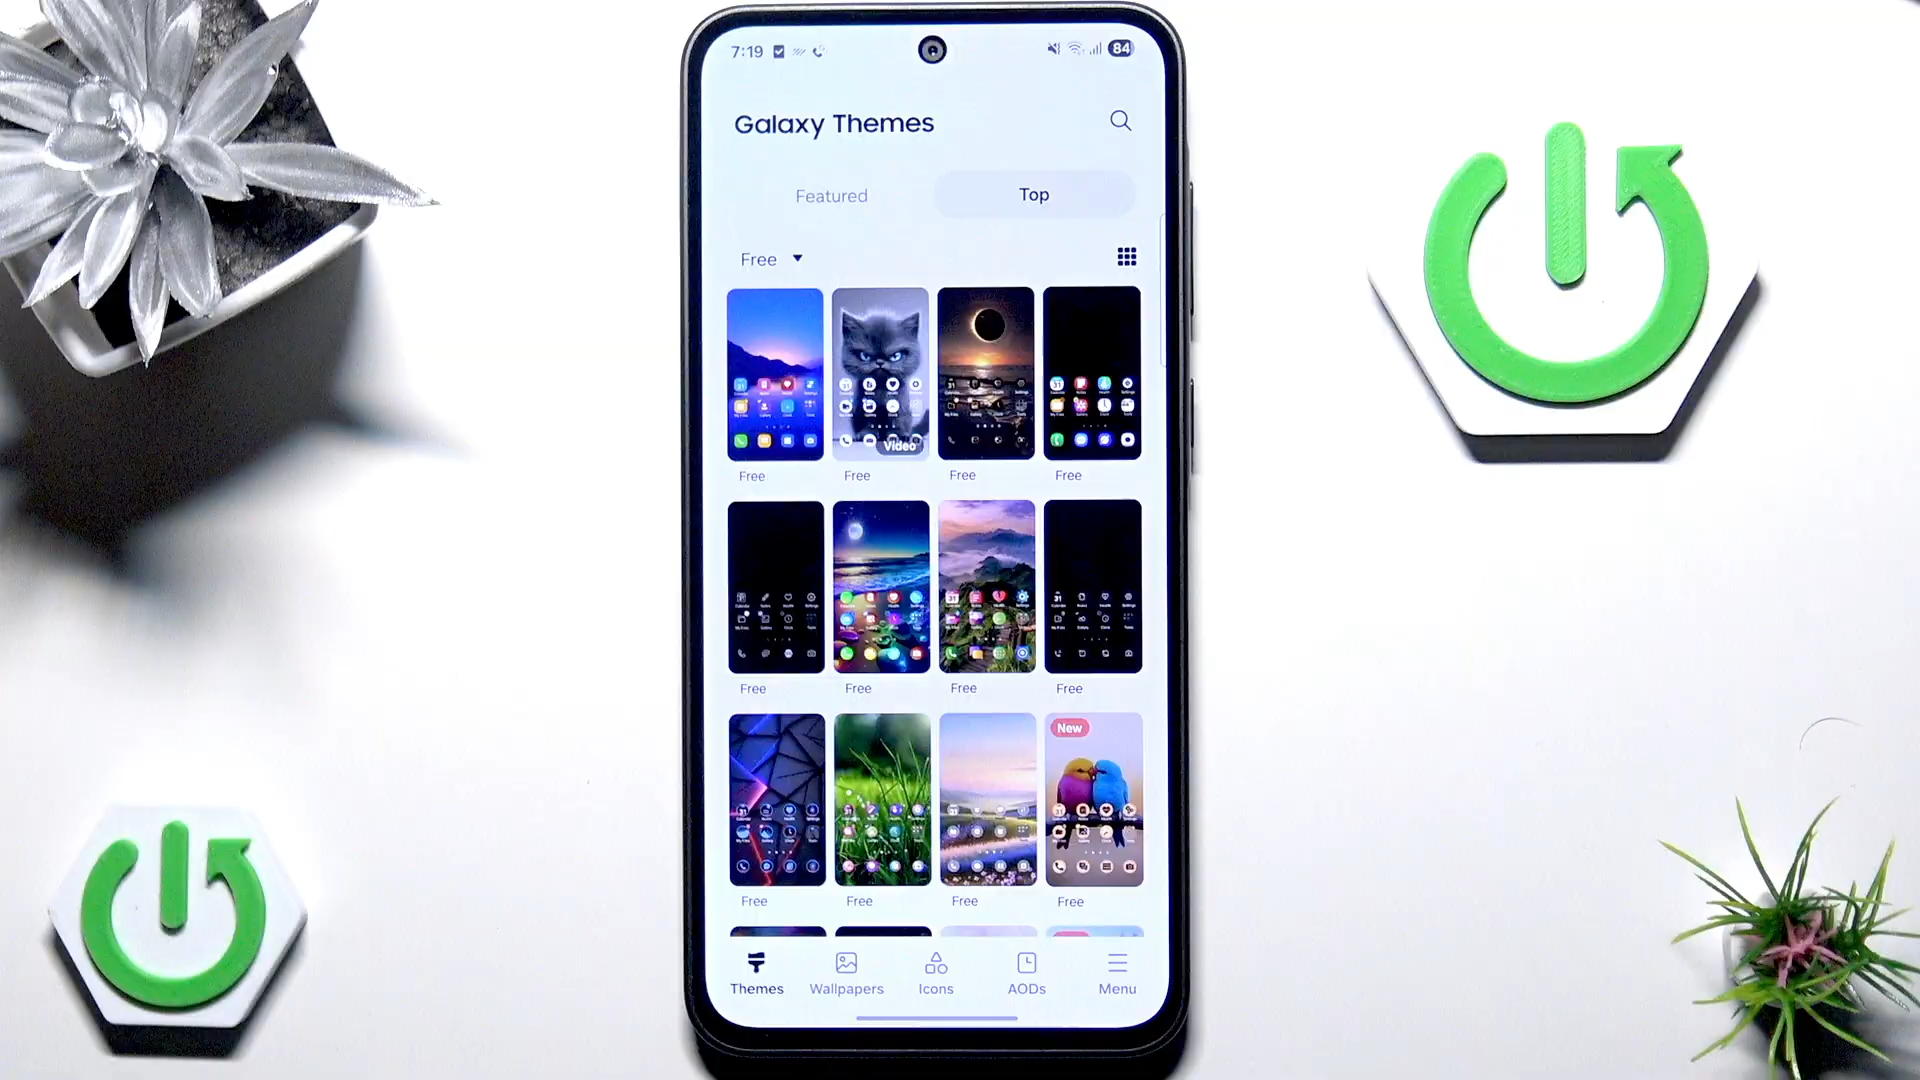 7:19 84
Galaxy Themes
Featured Top
Free
Video
Free Free Free Free
Free Free Free Free
New
Free Free Free Free
Themes Wallpapers Icons AODs Menu